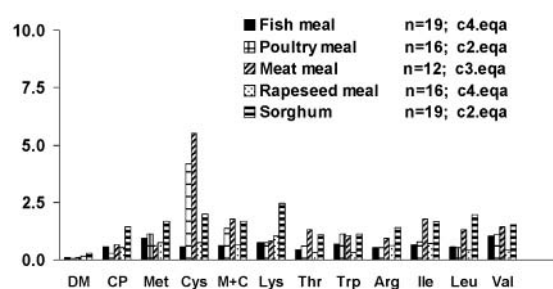 10.0
7.5
5.0
2.5
0.0
Fish meal n=19; c4.eqa
Poultry meal n=16; c2.eqa
Meat meal n=12; c3.eqa
Rapeseed meal n=16; c4.eqa
Sorghum n=19; c2.eqa
DM CP Met Cys M+C Lys Thr Trp Arg Ile Leu Val